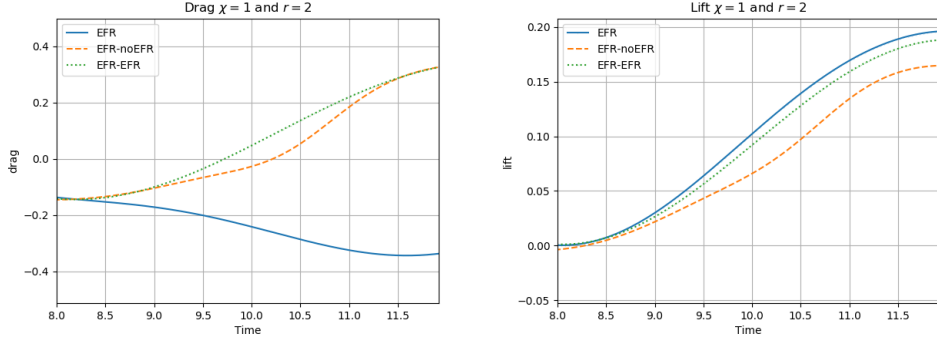 Drag χ = 1 and r = 2
0.4
0.2
0.0
−0.2
−0.4
drag
EFR
EFR-noEFR
EFR-EFR
8.0 8.5 9.0 9.5 10.0 10.5 11.0 11.5
Time
Lift χ = 1 and r = 2
0.20
0.15
0.10
0.05
0.00
−0.05
lift
EFR
EFR-noEFR
EFR-EFR
8.0 8.5 9.0 9.5 10.0 10.5 11.0 11.5
Time